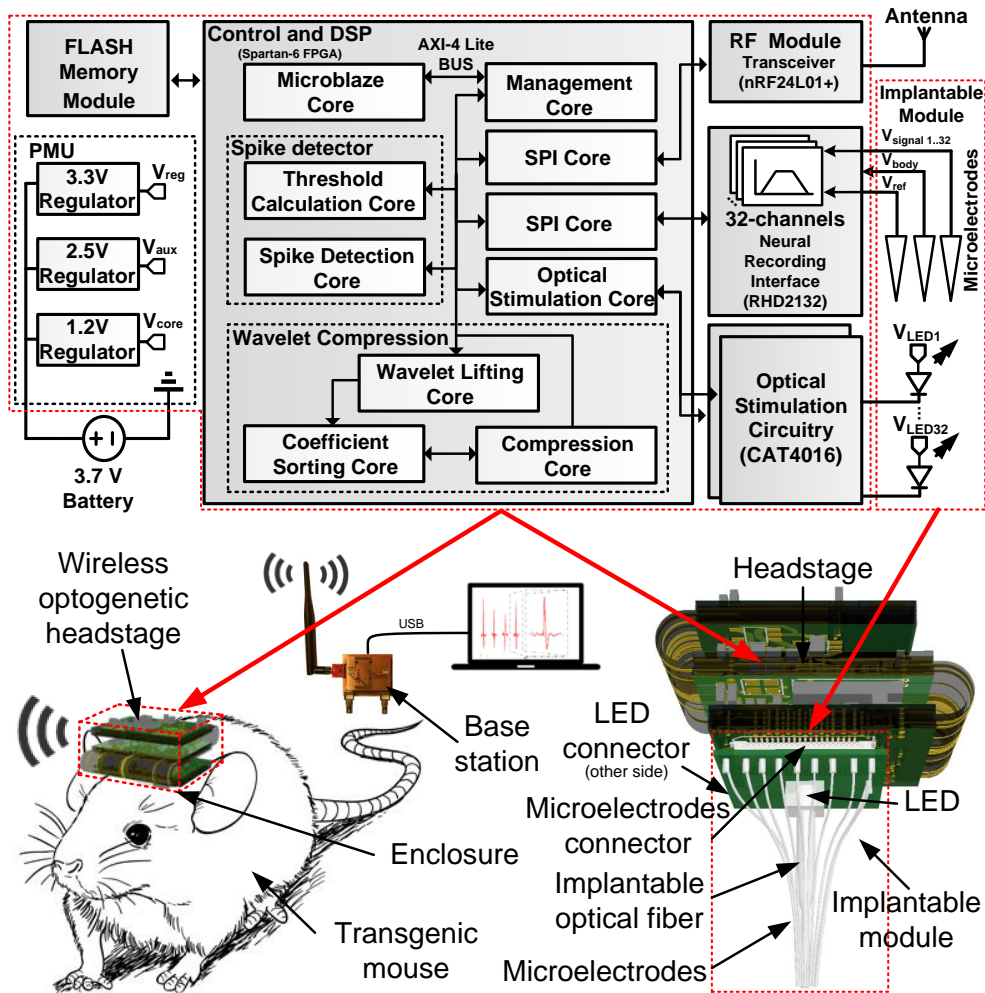 FLASH
Memory
Module
PMU
3.3V
Regulator
Vreg
2.5V
Regulator
Vaux
1.2V
Regulator
Vcore
3.7 V
Battery
Control and DSP
(Spartan-6 FPGA)
AXI-4 Lite
BUS
Microblaze
Core
Management
Core
Spike detector
Threshold
Calculation Core
Spike Detection
Core
SPI Core
SPI Core
Optical
Stimulation Core
Wavelet Compression
Wavelet Lifting
Core
Coefficient
Sorting Core
Compression
Core
Antenna
RF Module
Transceiver
(nRF24L01+)
32-channels
Neural
Recording
Interface
(RHD2132)
Optical
Stimulation
Circuitry
(CAT4016)
Implantable
Module
Vsignal 1..32
Vbody
Vref
Microelectrodes
VLED1
VLED32
Wireless
optogenetic
headstage
USB
Base
station
Enclosure
Transgenic
mouse
Headstage
LED
connector
(other side)
Microelectrodes
connector
LED
Implantable
optical fiber
Implantable
module
Microelectrodes